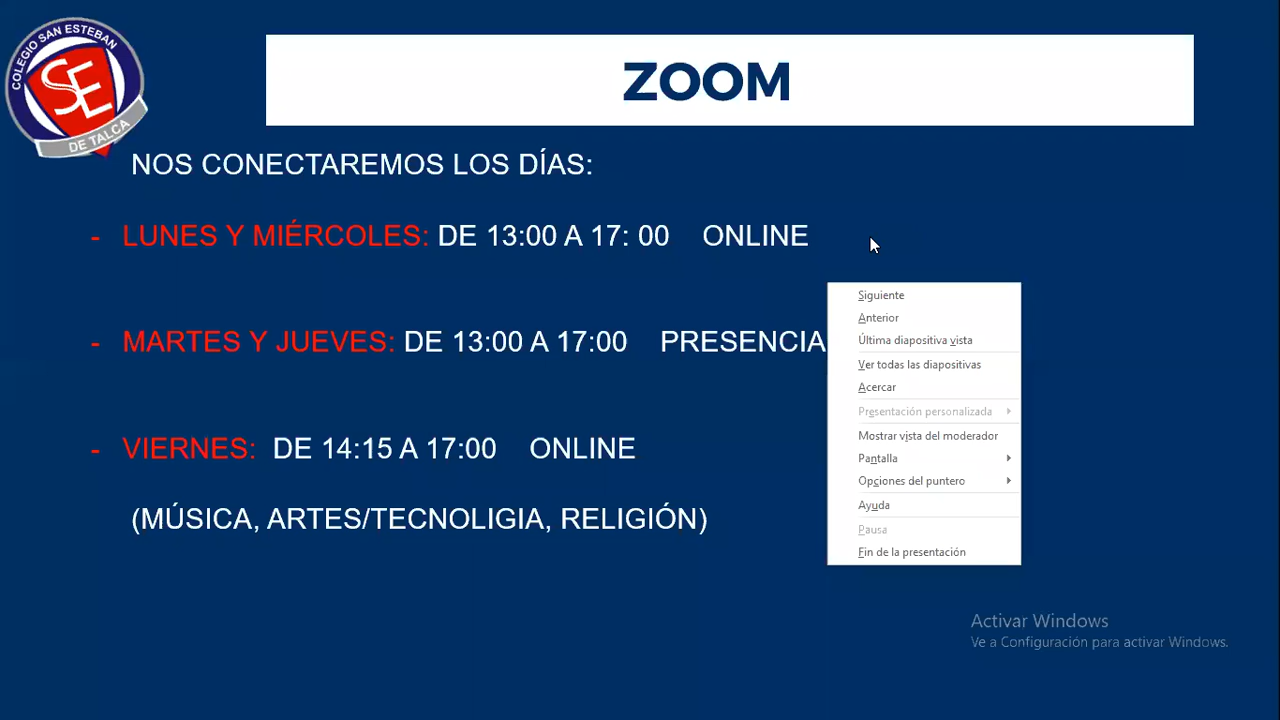 COLEGIO SAN ESTEBAN
SE
DE TALCA
ZOOM
NOS CONECTAREMOS LOS DÍAS:
- LUNES Y MIÉRCOLES: DE 13:00 A 17: 00 ONLINE
- MARTES Y JUEVES: DE 13:00 A 17:00 PRESENCIA
- VIERNES: DE 14:15 A 17:00 ONLINE
(MÚSICA, ARTES/TECNOLIGIA, RELIGIÓN)
Siguiente
Anterior
Última diapositiva vista
Ver todas las diapositivas
Acercar
Presentación personalizada
Mostrar vista del moderador
Pantalla
Opciones del puntero
Ayuda
Pausa
Fin de la presentación
Activar Windows
Ve a Configuración para activar Windows.